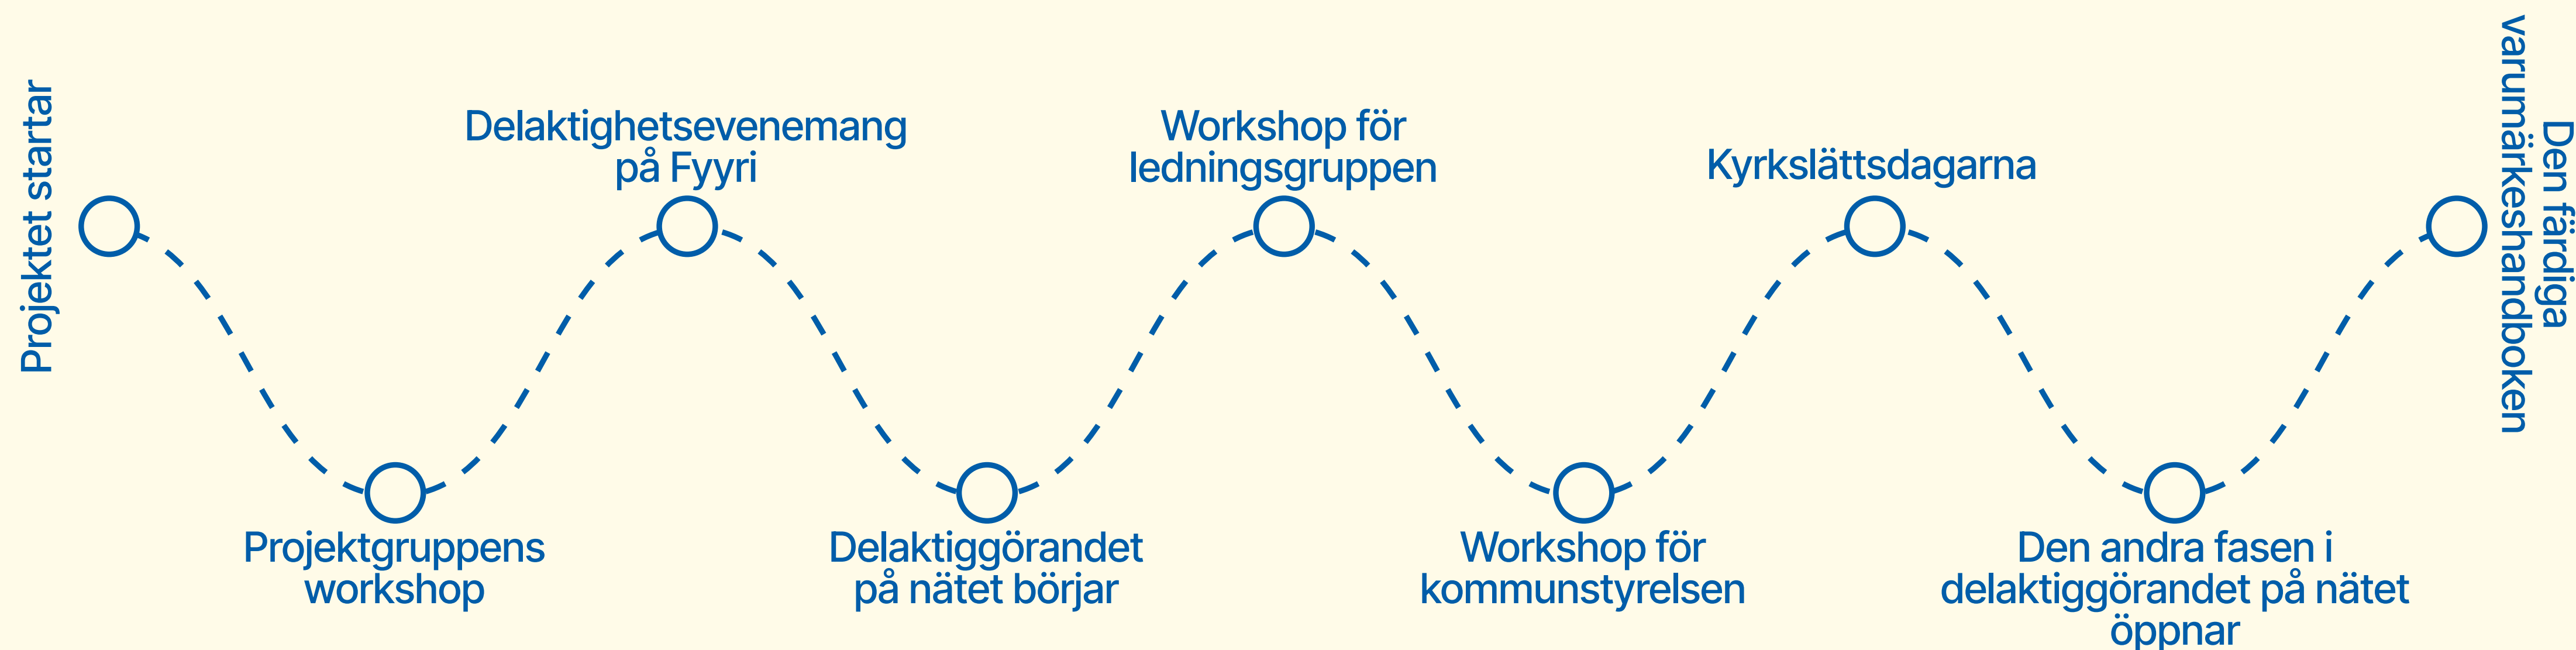 Projektet startar
Projektgruppens
workshop
Delaktighetsevenemang
på Fyyri
Delaktiggörandet
på nätet börjar
Workshop för
ledningsgruppen
Workshop för
kommunstyrelsen
Kyrkslättsdagarna
Den andra fasen i
delaktiggörandet på nätet
öppnar
Den färdiga
varumärkeshandboken